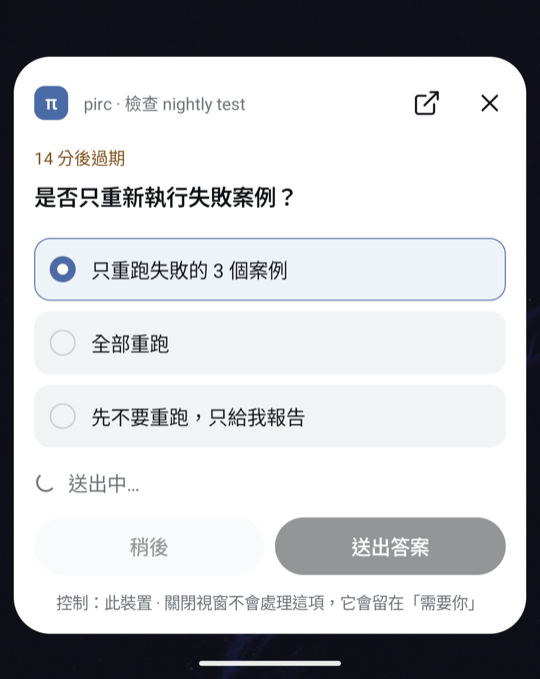 π pirc · 檢查 nightly test
14 分後過期
是否只重新執行失敗案例？
只重跑失敗的 3 個案例
全部重跑
先不要重跑，只給我報告
送出中…
稍後 送出答案
控制：此裝置 · 關閉視窗不會處理這項，它會留在「需要你」